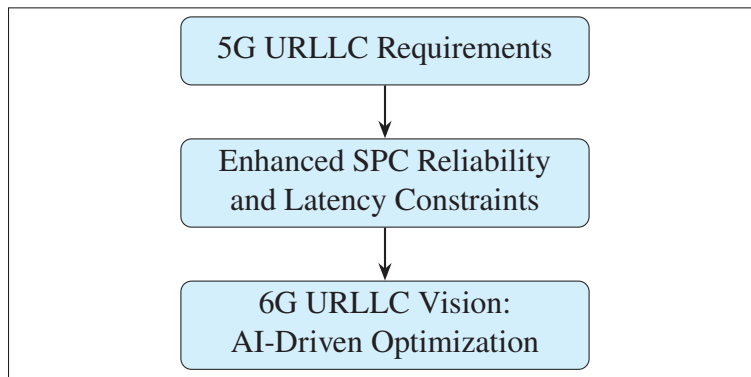 5G URLLC Requirements
Enhanced SPC Reliability
and Latency Constraints
6G URLLC Vision:
AI-Driven Optimization